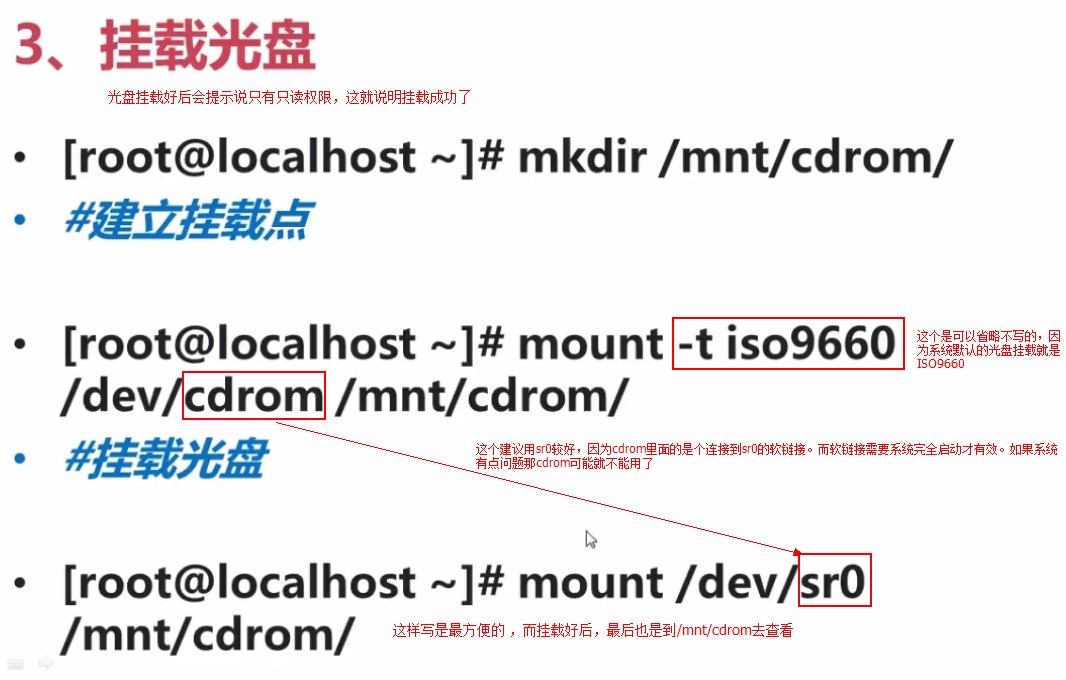 3、挂载光盘
光盘挂载好后会提示说只有只读权限，这就说明挂载成功了
• [root@localhost ~]# mkdir /mnt/cdrom/
• #建立挂载点
• [root@localhost ~]# mount -t iso9660
这个是可以省略不写的，因
为系统默认的光盘挂载就是
ISO9660
/dev/cdrom /mnt/cdrom/
• #挂载光盘
这个建议用sr0较好，因为cdrom里面的是个连接到sr0的软链接。而软链接需要系统完全启动才有效。如果系统
有点问题那cdrom可能就不能用了
• [root@localhost ~]# mount /dev/sr0
/mnt/cdrom/
这样写是最方便的 ，而挂载好后，最后也是到/mnt/cdrom去查看